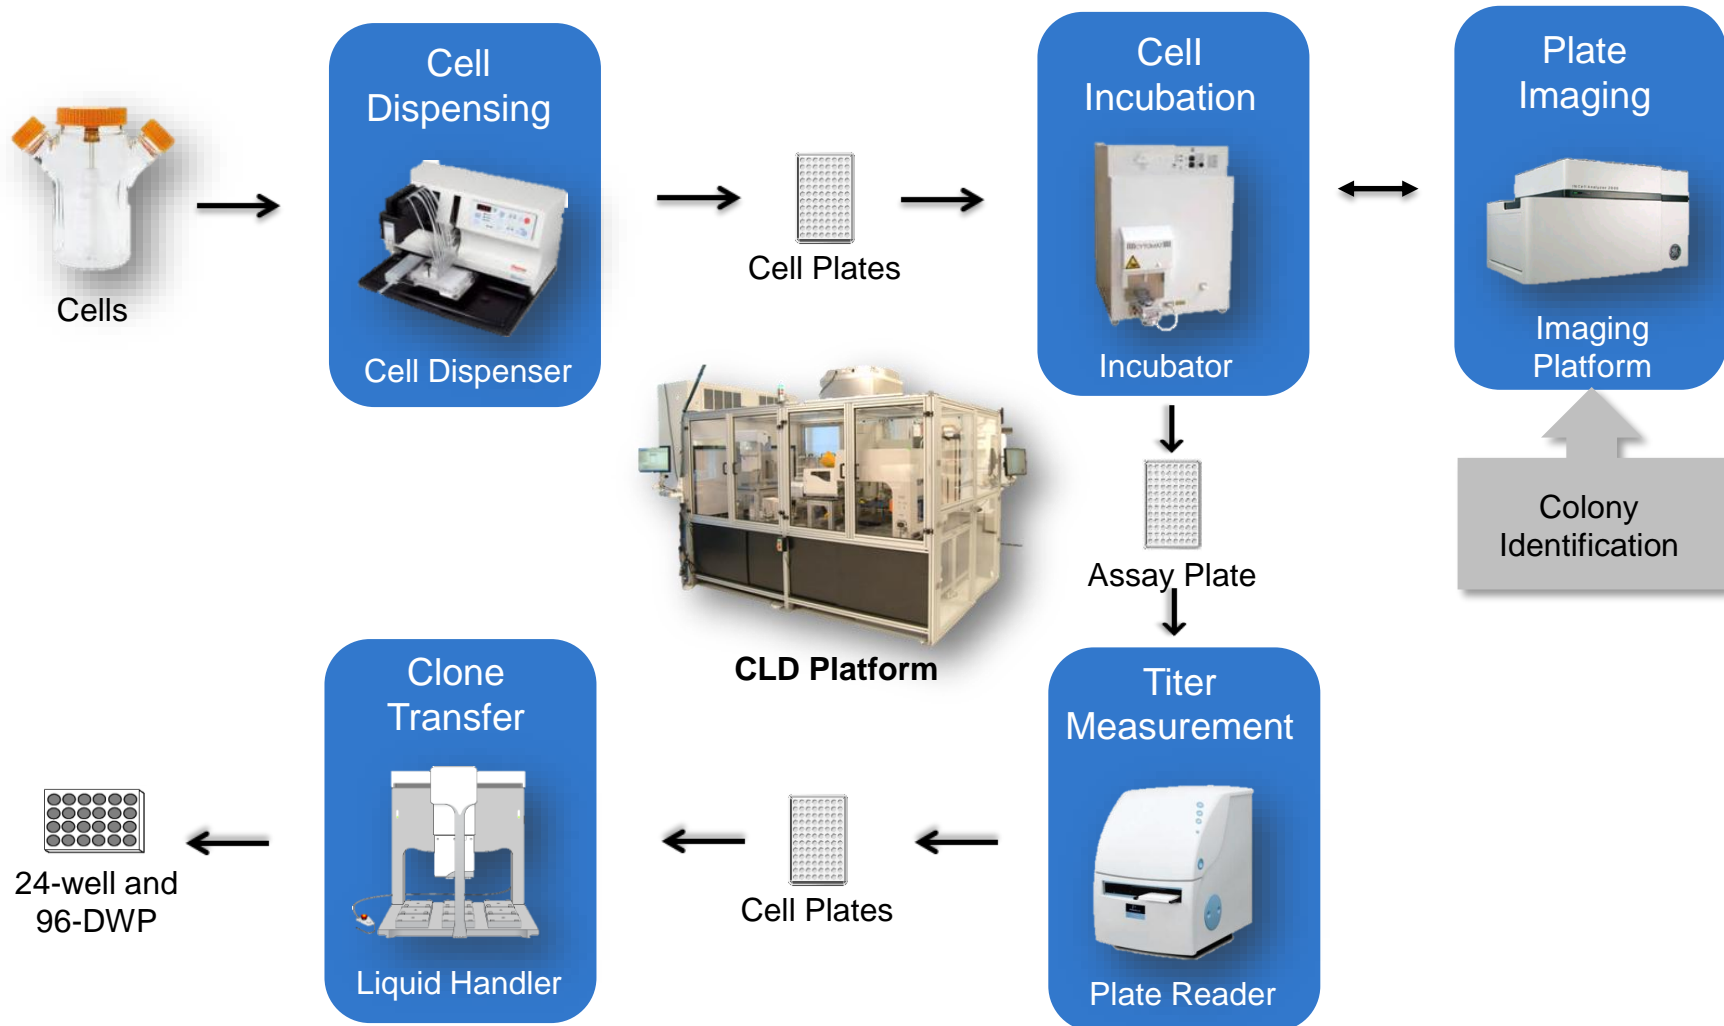 Cell
Dispensing
Cell Dispenser
Cells
Cell Plates
Cell
Incubation
CYTOMAT
Incubator
Plate
Imaging
Imaging
Platform
Colony
Identification
Assay Plate
CLD Platform
Titer
Measurement
Plate Reader
Cell Plates
Clone
Transfer
Liquid Handler
24-well and
96-DWP